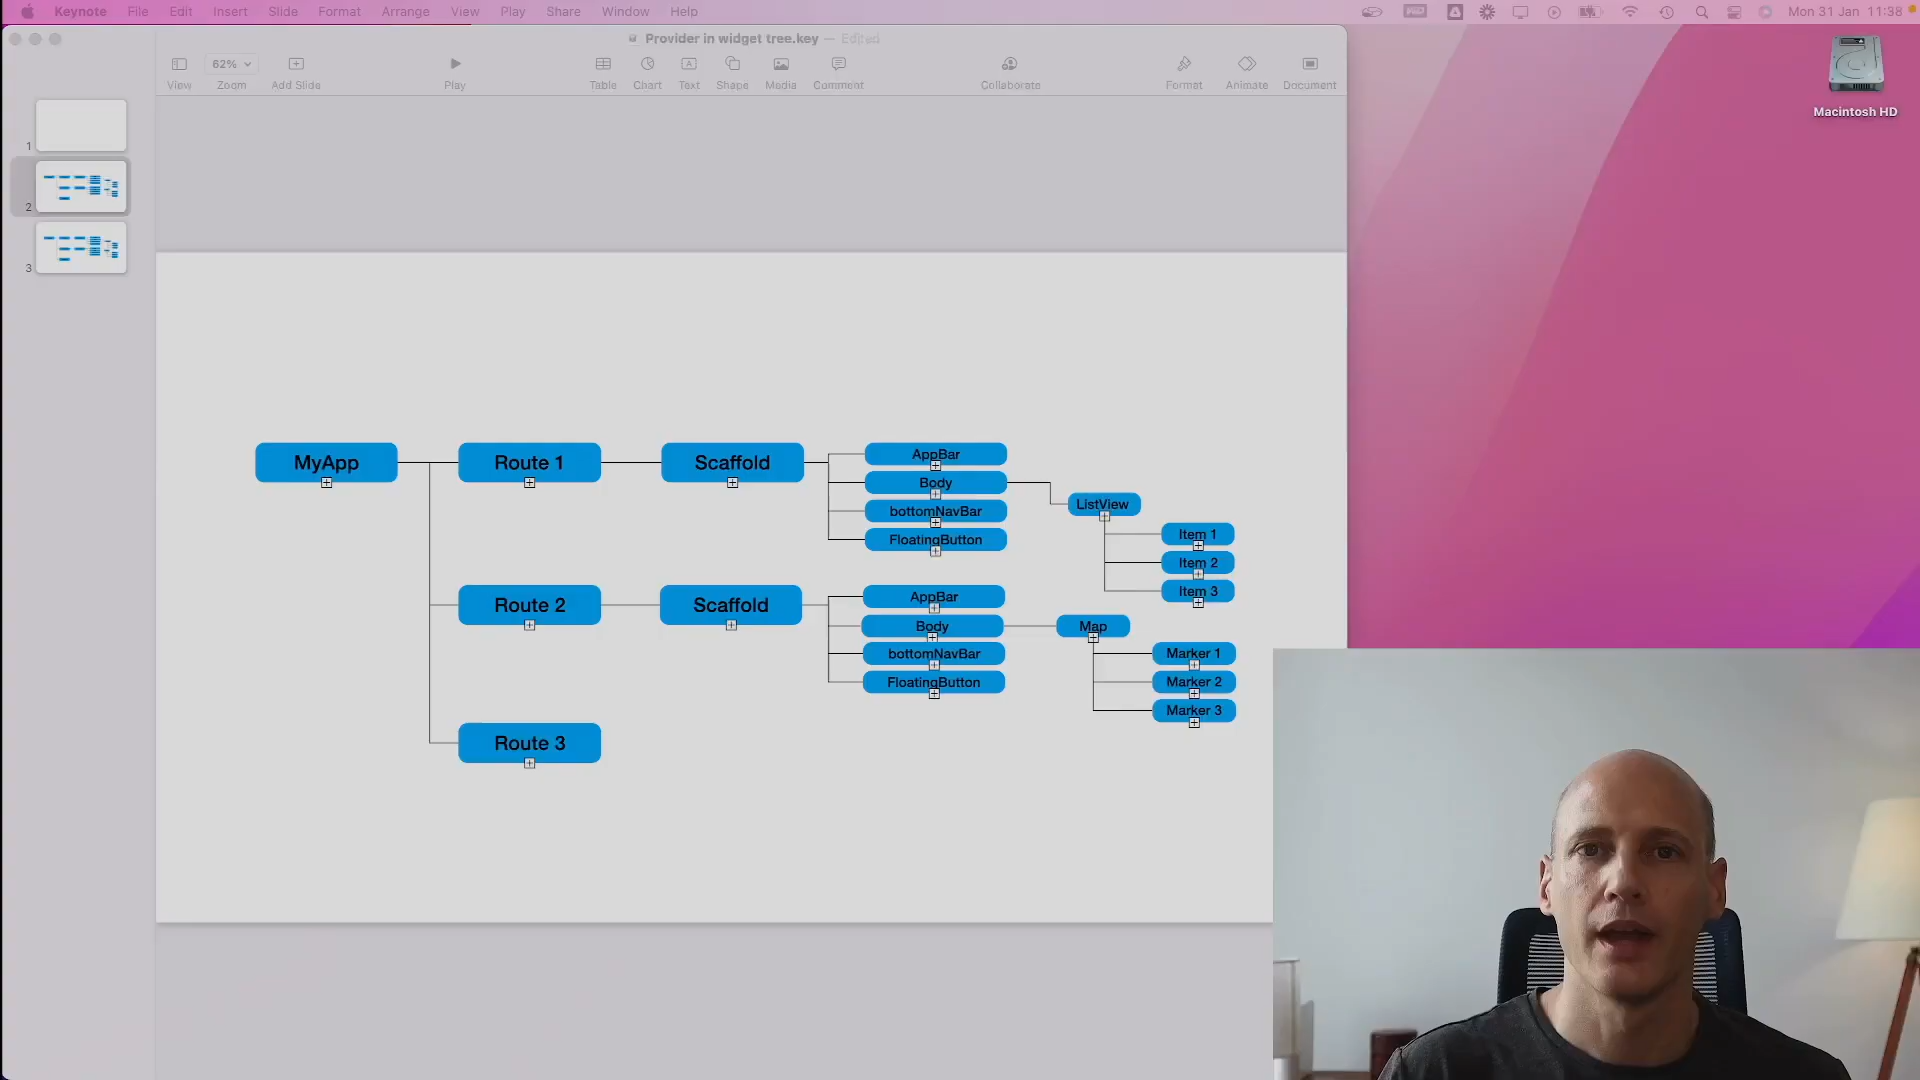 Keynote File Edit Insert Slide Format Arrange View Play Share Window Help Mon 31 Jan 11:38
Provider in widget tree.key — Edited
62%
View Zoom Add Slide Play Table Chart Text Shape Media Comment Collaborate Format Animate Document
Macintosh HD
1
2
3
MyApp
Route 1
Scaffold
AppBar
Body
bottomNavBar
FloatingButton
ListView
Item 1
Item 2
Item 3
Route 2
Scaffold
AppBar
Body
bottomNavBar
FloatingButton
Map
Marker 1
Marker 2
Marker 3
Route 3